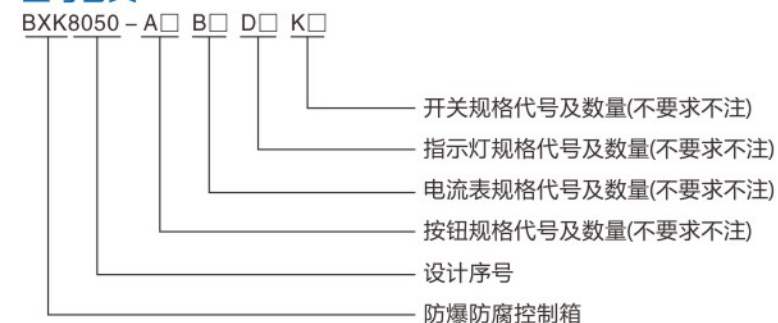 BXK8050-A□ B□ D□ K□
开关规格代号及数量(不要求不注)
指示灯规格代号及数量(不要求不注)
电流表规格代号及数量(不要求不注)
按钮规格代号及数量(不要求不注)
设计序号
防爆防腐控制箱